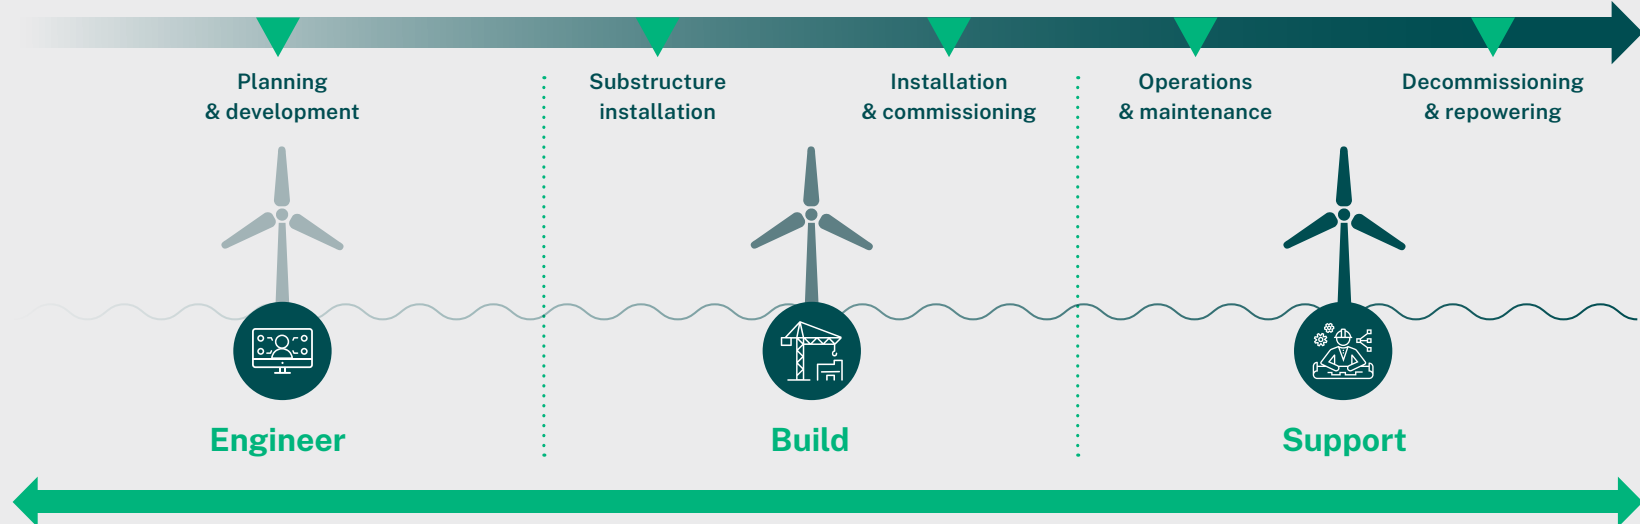 Planning
& development
Substructure
installation
Installation
& commissioning
Operations
& maintenance
Decommissioning
& repowering
Engineer
Build
Support